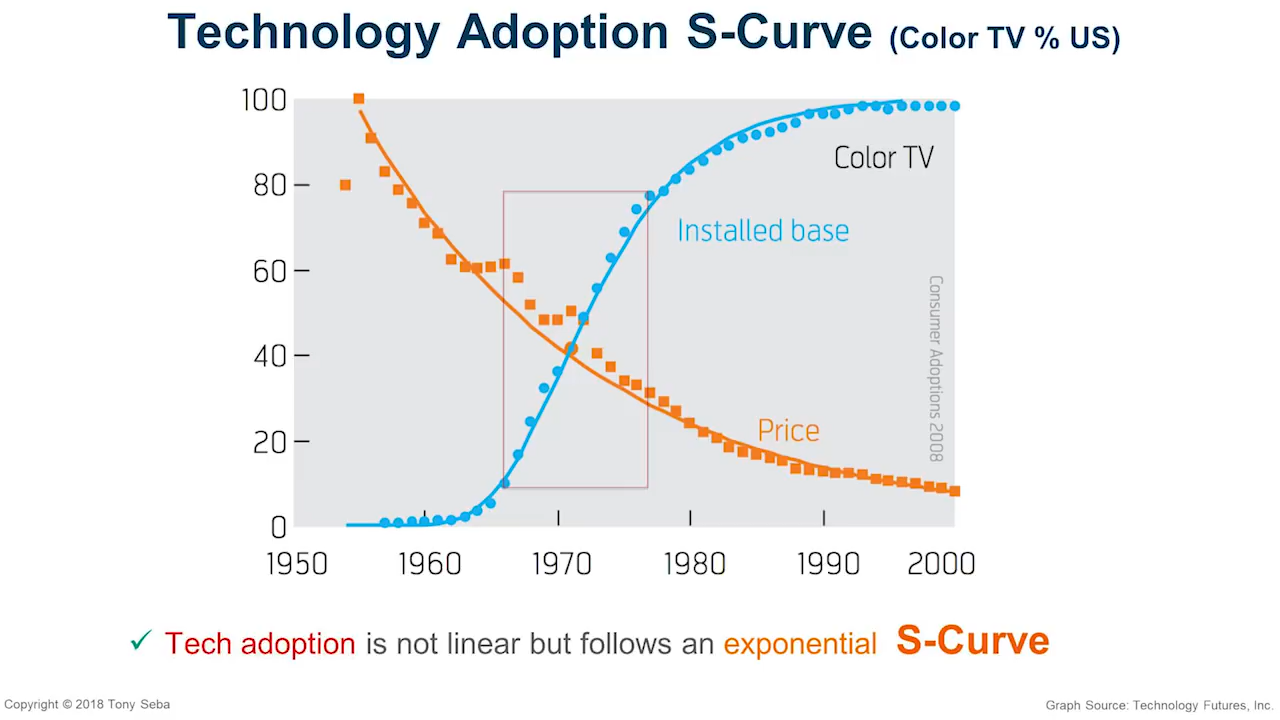 Technology Adoption S-Curve (Color TV % US)
100
80
60
40
20
0
Color TV
Installed base
Price
Consumer Adoptions 2008
1950 1960 1970 1980 1990 2000
✓ Tech adoption is not linear but follows an exponential S-Curve
Copyright © 2018 Tony Seba
Graph Source: Technology Futures, Inc.